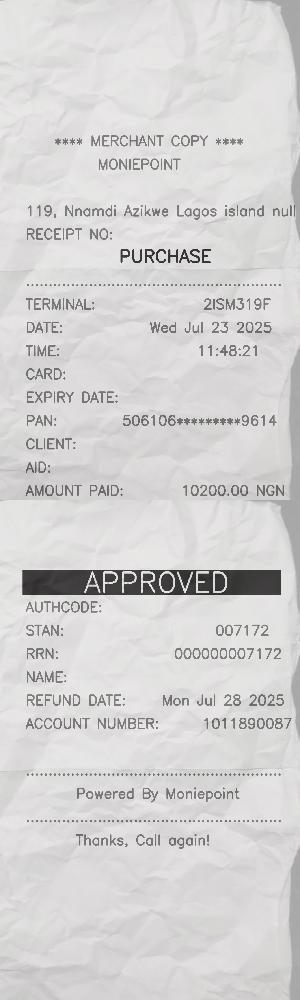 **** MERCHANT COPY ****
MONIEPOINT
119, Nnamdi Azikwe Lagos island null
RECEIPT NO:
PURCHASE
TERMINAL: 2ISM319F
DATE: Wed Jul 23 2025
TIME: 11:48:21
CARD:
EXPIRY DATE:
PAN: 506106*********9614
CLIENT:
AID:
AMOUNT PAID: 10200.00 NGN
APPROVED
AUTHCODE:
STAN: 007172
RRN: 000000007172
NAME:
REFUND DATE: Mon Jul 28 2025
ACCOUNT NUMBER: 1011890087
Powered By Moniepoint
Thanks, Call again!